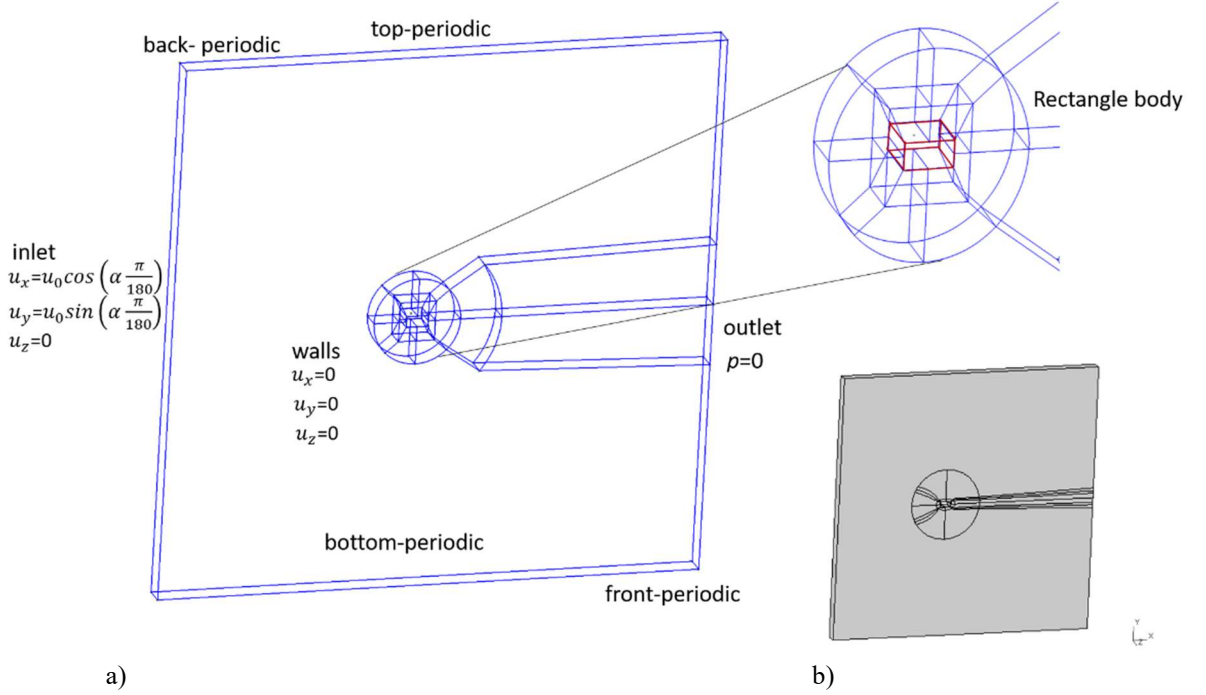 top-periodic
back- periodic
Rectangle body
inlet
u_x=u_0cos(α π/180)
u_y=u_0sin(α π/180)
u_z=0
walls
u_x=0
u_y=0
u_z=0
outlet
p=0
bottom-periodic
front-periodic
Y
Z X
a)
b)